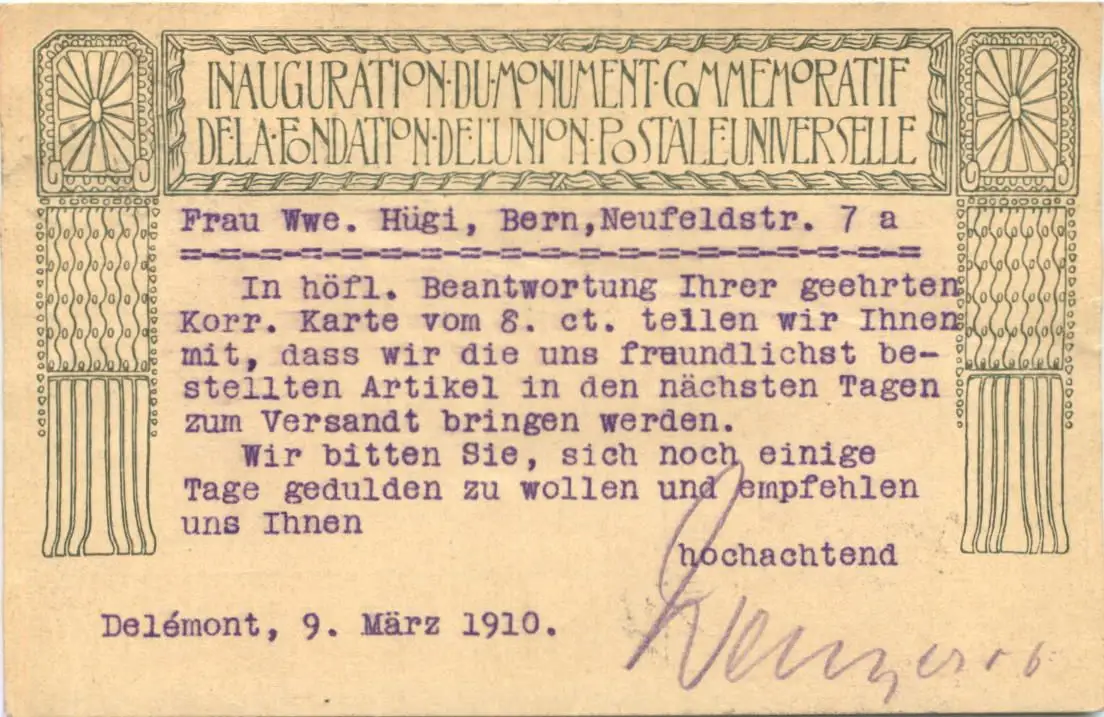 INAUGURATION·DU·MONUMENT·COMMEMORATIF
DE·LA·FONDATION·DE·L'UNION·POSTALE UNIVERSELLE
Frau Wwe. Hügi, Bern,Neufeldstr. 7 a
=-=-=-=-=-=-=-=-=-=-=-=-=-=-=-=-=-=-=
In höfl. Beantwortung Ihrer geehrten
Korr. Karte vom 8. ct. teilen wir Ihnen
mit, dass wir die uns freundlichst be-
stellten Artikel in den nächsten Tagen
zum Versandt bringen werden.
Wir bitten Sie, sich noch einige
Tage gedulden zu wollen und empfehlen
uns Ihnen
hochachtend
Delémont, 9. März 1910.